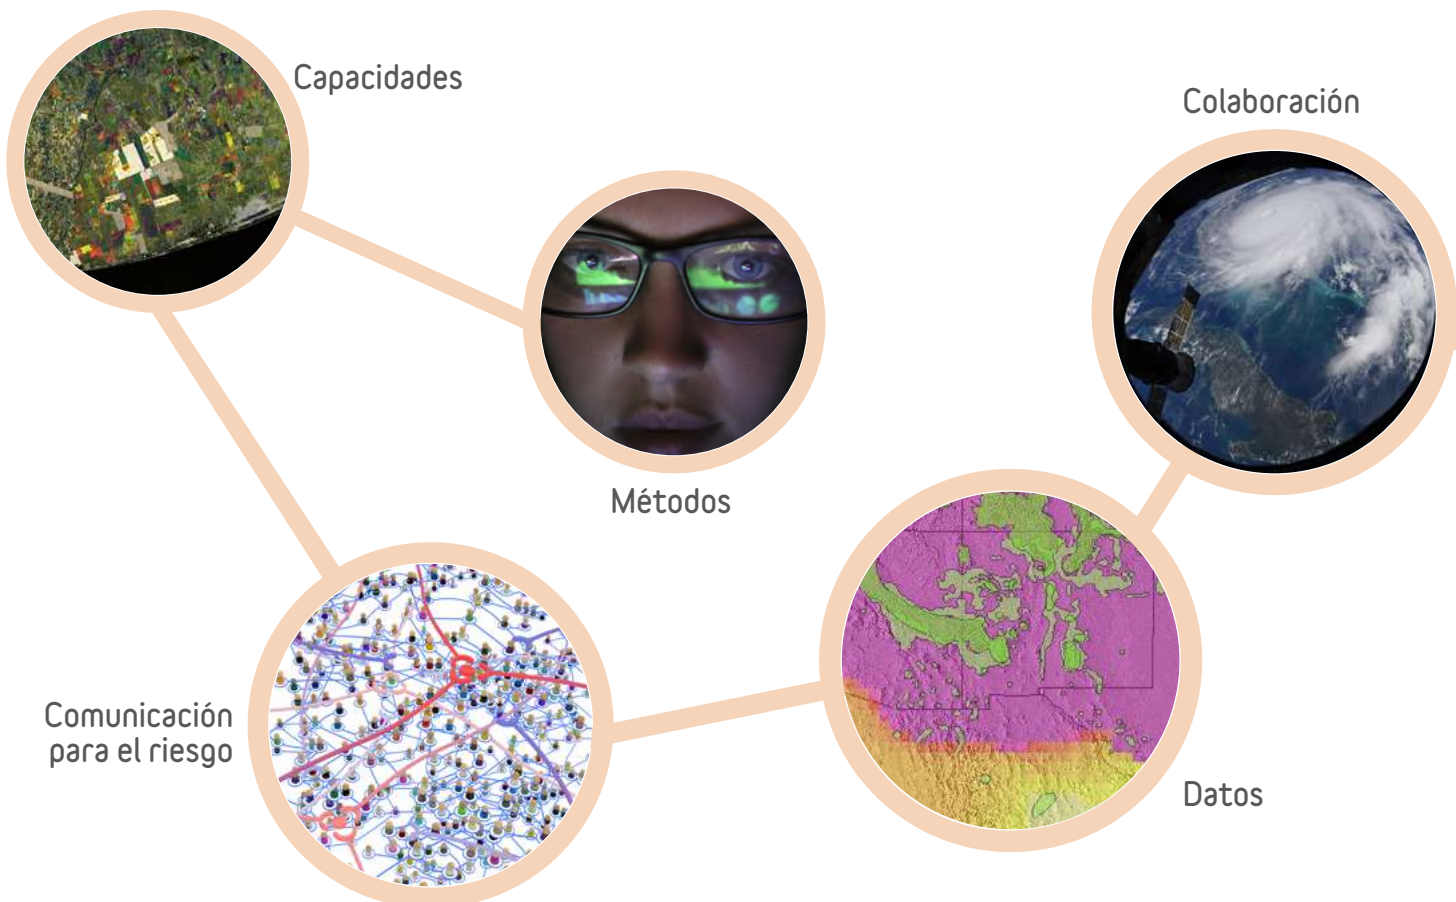 Capacidades
Colaboración
Métodos
Comunicación
para el riesgo
Datos